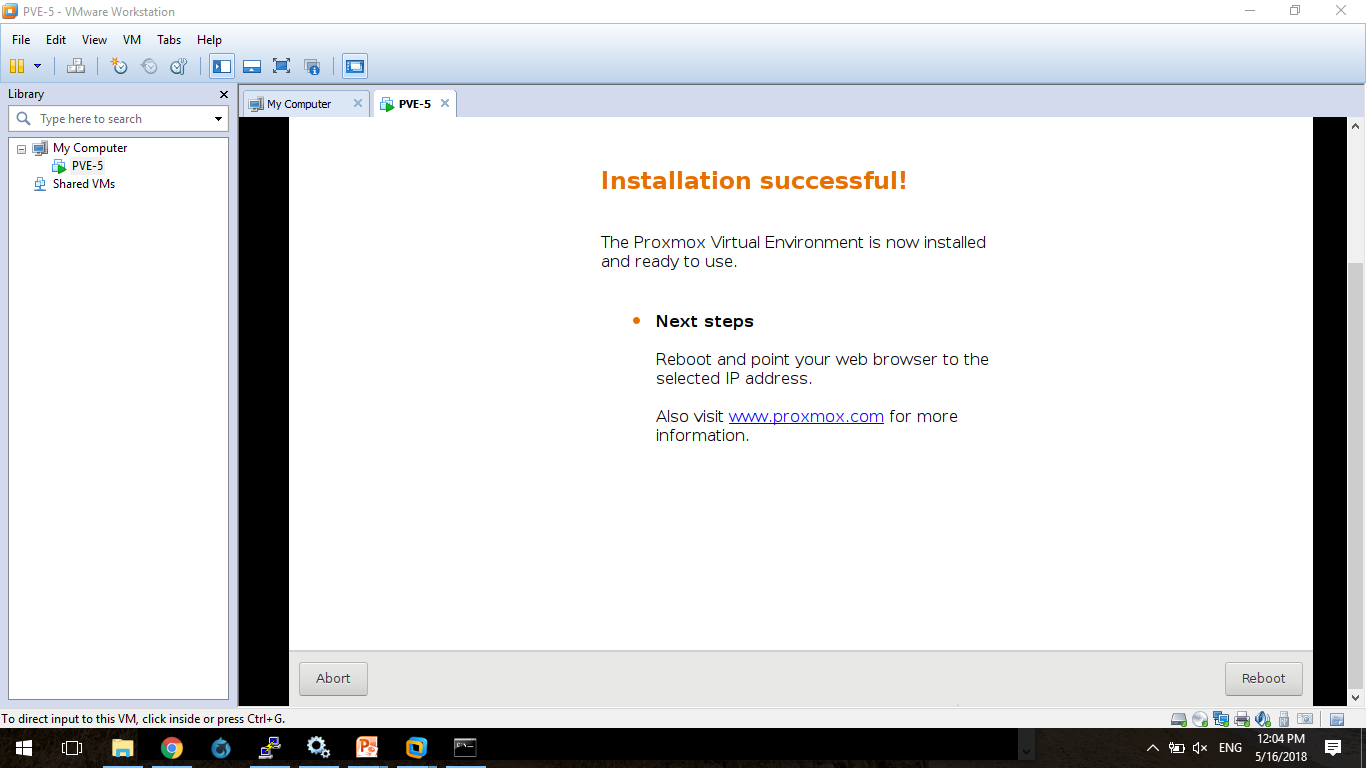 PVE-5 - VMware Workstation
File Edit View VM Tabs Help
Library
Type here to search
My Computer
PVE-5
Shared VMs
My Computer
PVE-5
Installation successful!
The Proxmox Virtual Environment is now installed
and ready to use.
Next steps
Reboot and point your web browser to the
selected IP address.
Also visit www.proxmox.com for more
information.
Abort
Reboot
To direct input to this VM, click inside or press Ctrl+G.
ENG
12:04 PM
5/16/2018